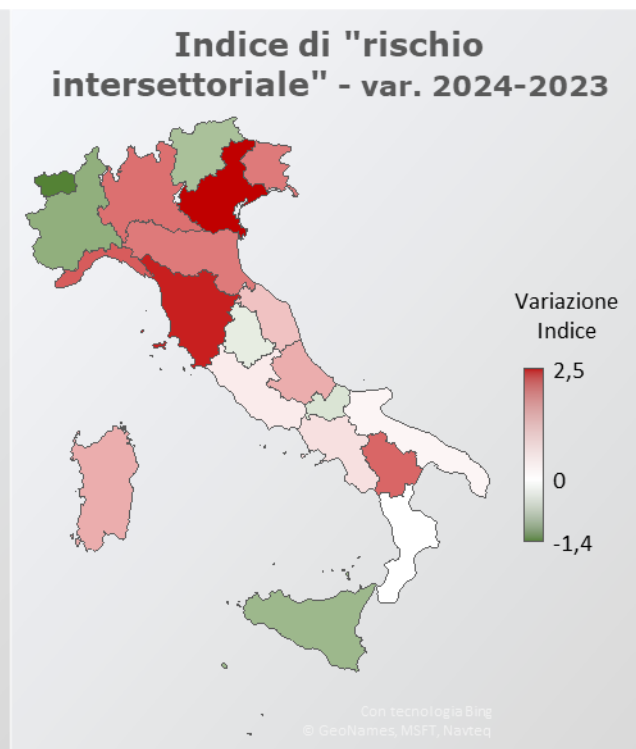 Indice di "rischio
intersettoriale" - var. 2024-2023
Variazione
Indice
2,5
0
-1,4
Con tecnologia Bing
© GeoNames, MSFT, Navteq